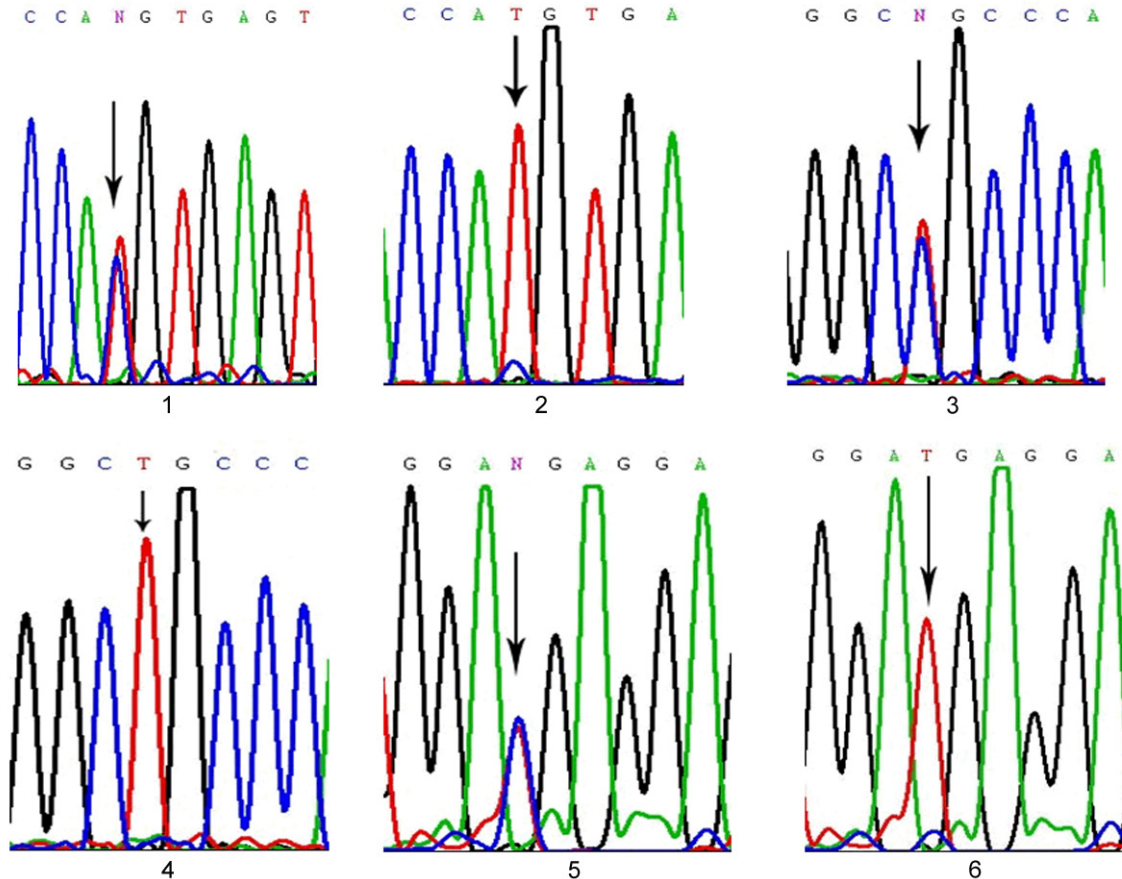 C C A N G T G A G T
C C A T G T G A
G G C N G C C C A
1
2
3
G G C T G C C C
G G A N G A G G A
G G A T G A G G A
4
5
6